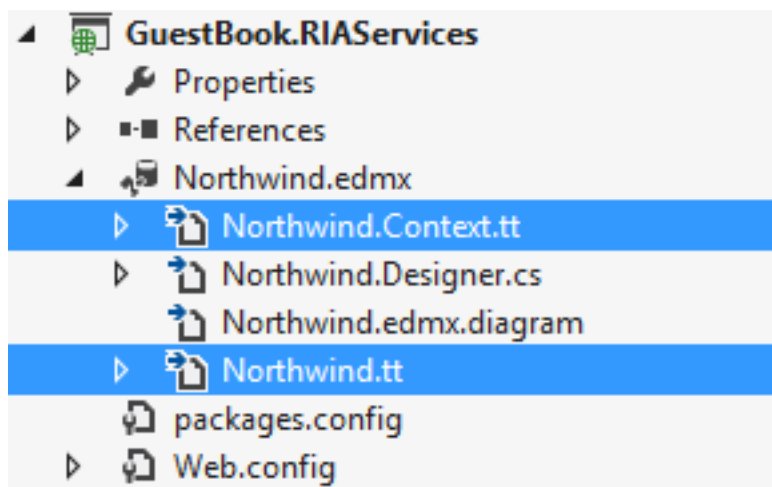 GuestBook.RIAServices
Properties
References
Northwind.edmx
Northwind.Context.tt
Northwind.Designer.cs
Northwind.edmx.diagram
Northwind.tt
packages.config
Web.config